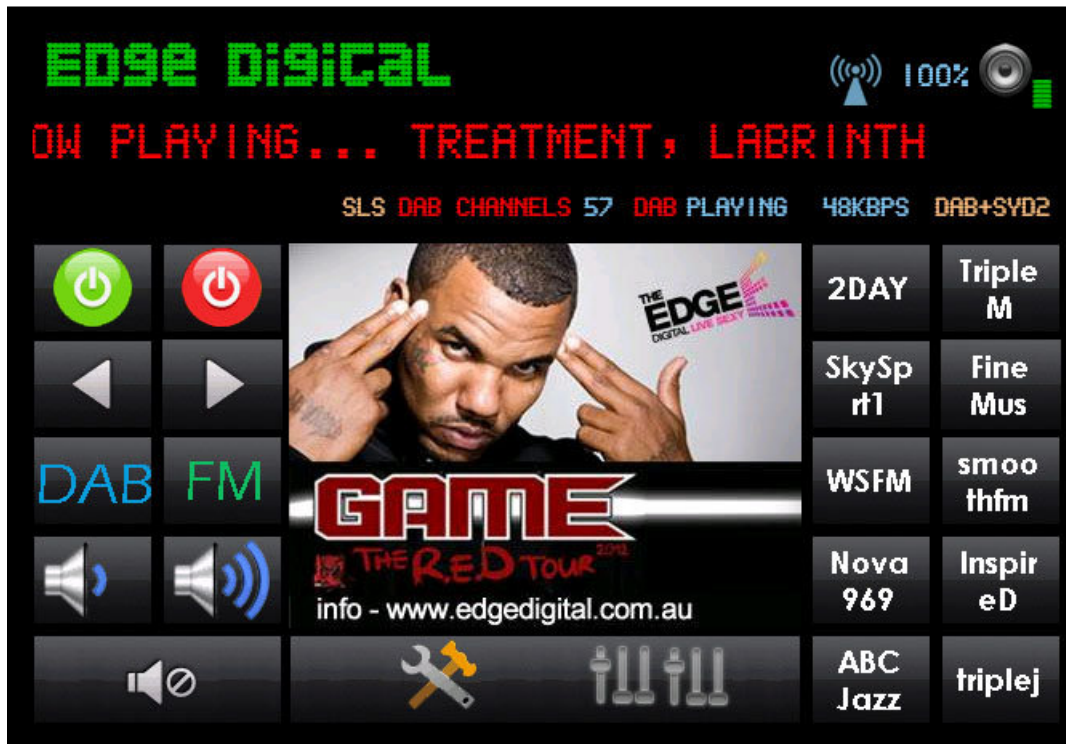 EDge DigiCaL
100%
OW PLAYING... TREATMENT, LABRINTH
SLS DAB CHANNELS 57 DAB PLAYING 48KBPS DAB+SYD2
THE
EDGE
DIGITAL LIVE SEXY
GAME
THE R.E.D TOUR 2012
info - www.edgedigital.com.au
DAB
FM
2DAY
Triple
M
SkySp
rt1
Fine
Mus
WSFM
smoo
thfm
Nova
969
Inspir
eD
ABC
Jazz
triplej